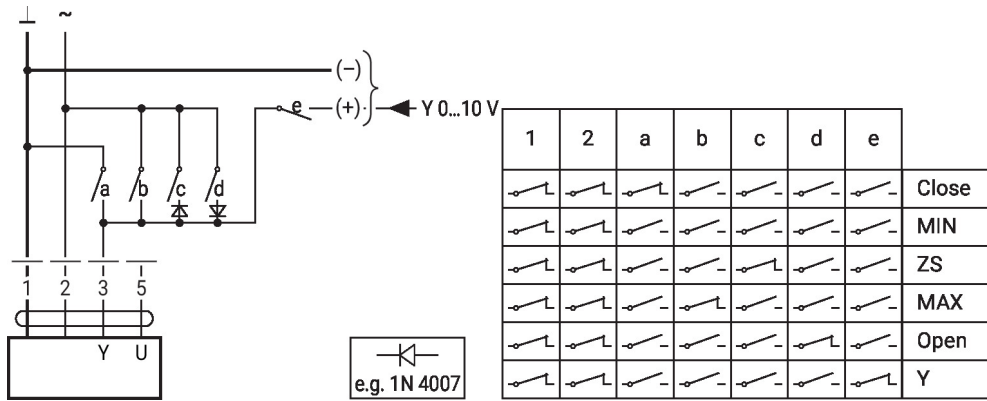 ⊥ ~
(−)
e (+) Y 0...10 V
a b c d
1 2 3 5
Y U
e.g. 1N 4007
1 2 a b c d e
Close
MIN
ZS
MAX
Open
Y